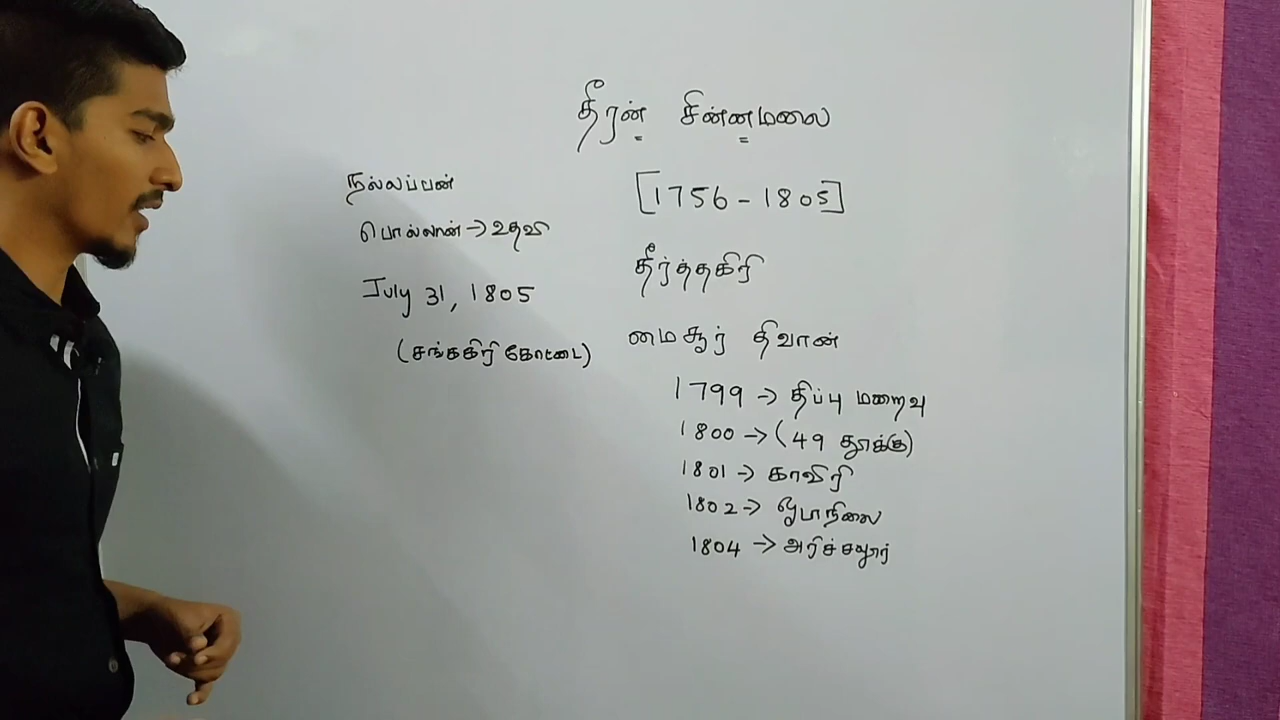 தீரன் சின்னமலை
[1756 - 1805]
தீர்த்தகிரி
மைசூர் திவான்
1799 -> திப்பு மறைவு
1800 -> (49 தூக்கு)
1801 -> காவிரி
1802 -> ஓடாநிலை
1804 -> அரச்சலூர்
நல்லப்பன்
பொல்லான் -> உதவி
July 31, 1805
(சங்ககிரி கோட்டை)